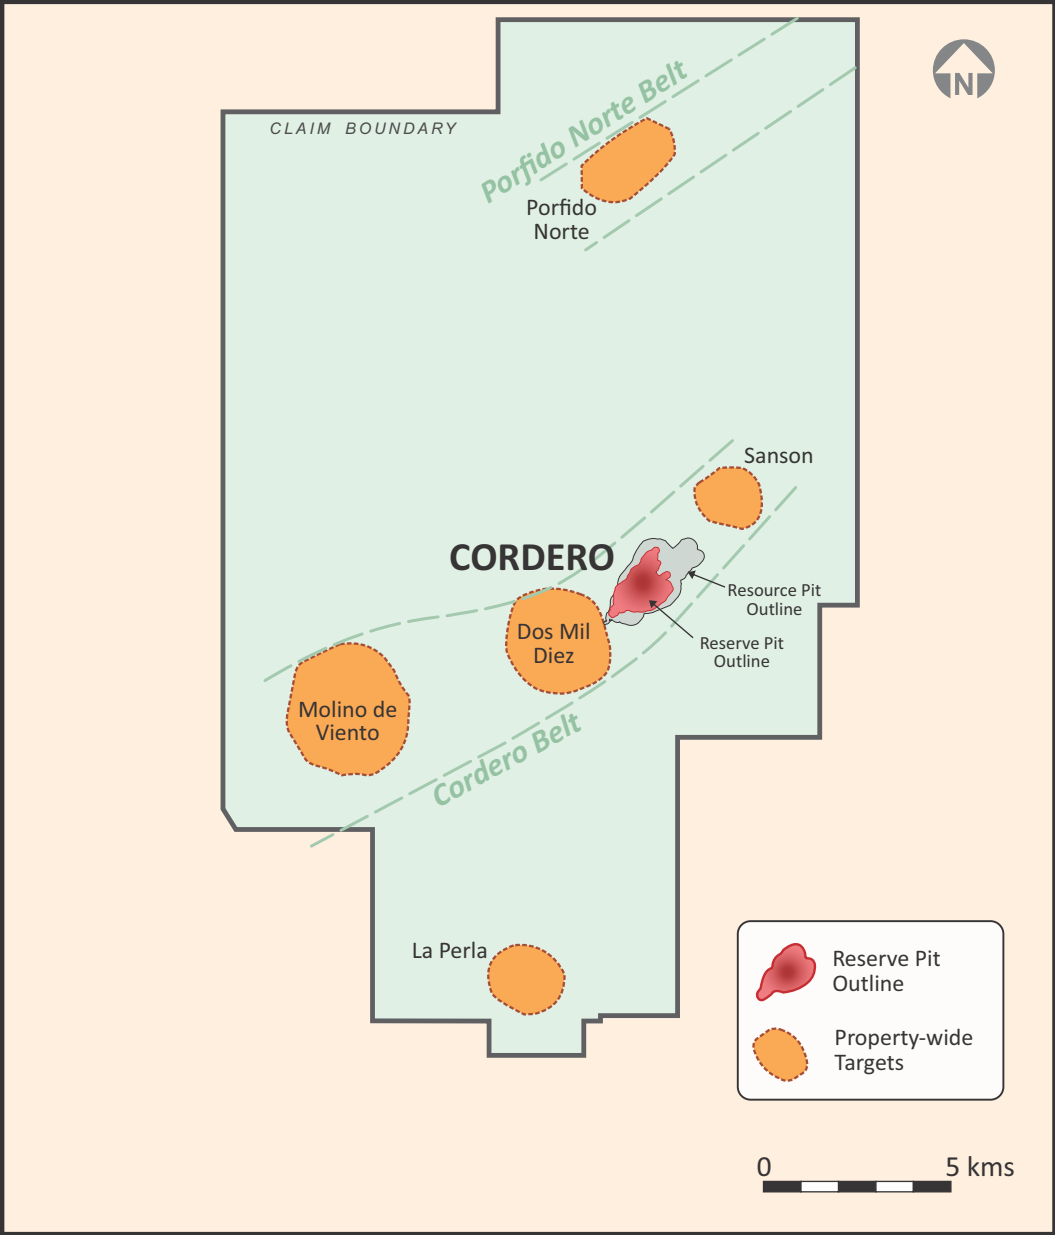 N
Porfido Norte Belt
CLAIM BOUNDARY
Porfido
Norte
Sanson
CORDERO
Resource Pit
Outline
Dos Mil
Diez
Reserve Pit
Outline
Molino de
Viento
Cordero Belt
La Perla
Reserve Pit
Outline
Property-wide
Targets
0 5 kms